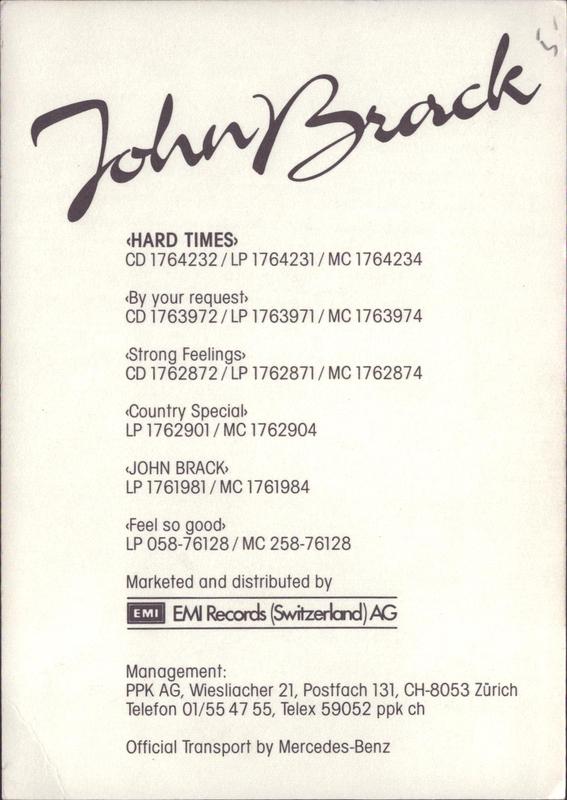 John Brack
‹HARD TIMES›
CD 1764232 / LP 1764231 / MC 1764234
‹By your request›
CD 1763972 / LP 1763971 / MC 1763974
‹Strong Feelings›
CD 1762872 / LP 1762871 / MC 1762874
‹Country Special›
LP 1762901 / MC 1762904
‹JOHN BRACK›
LP 1761981 / MC 1761984
‹Feel so good›
LP 058-76128 / MC 258-76128
Marketed and distributed by
EMI EMI Records (Switzerland) AG
Management:
PPK AG, Wiesliacher 21, Postfach 131, CH-8053 Zürich
Telefon 01/55 47 55, Telex 59052 ppk ch
Official Transport by Mercedes-Benz